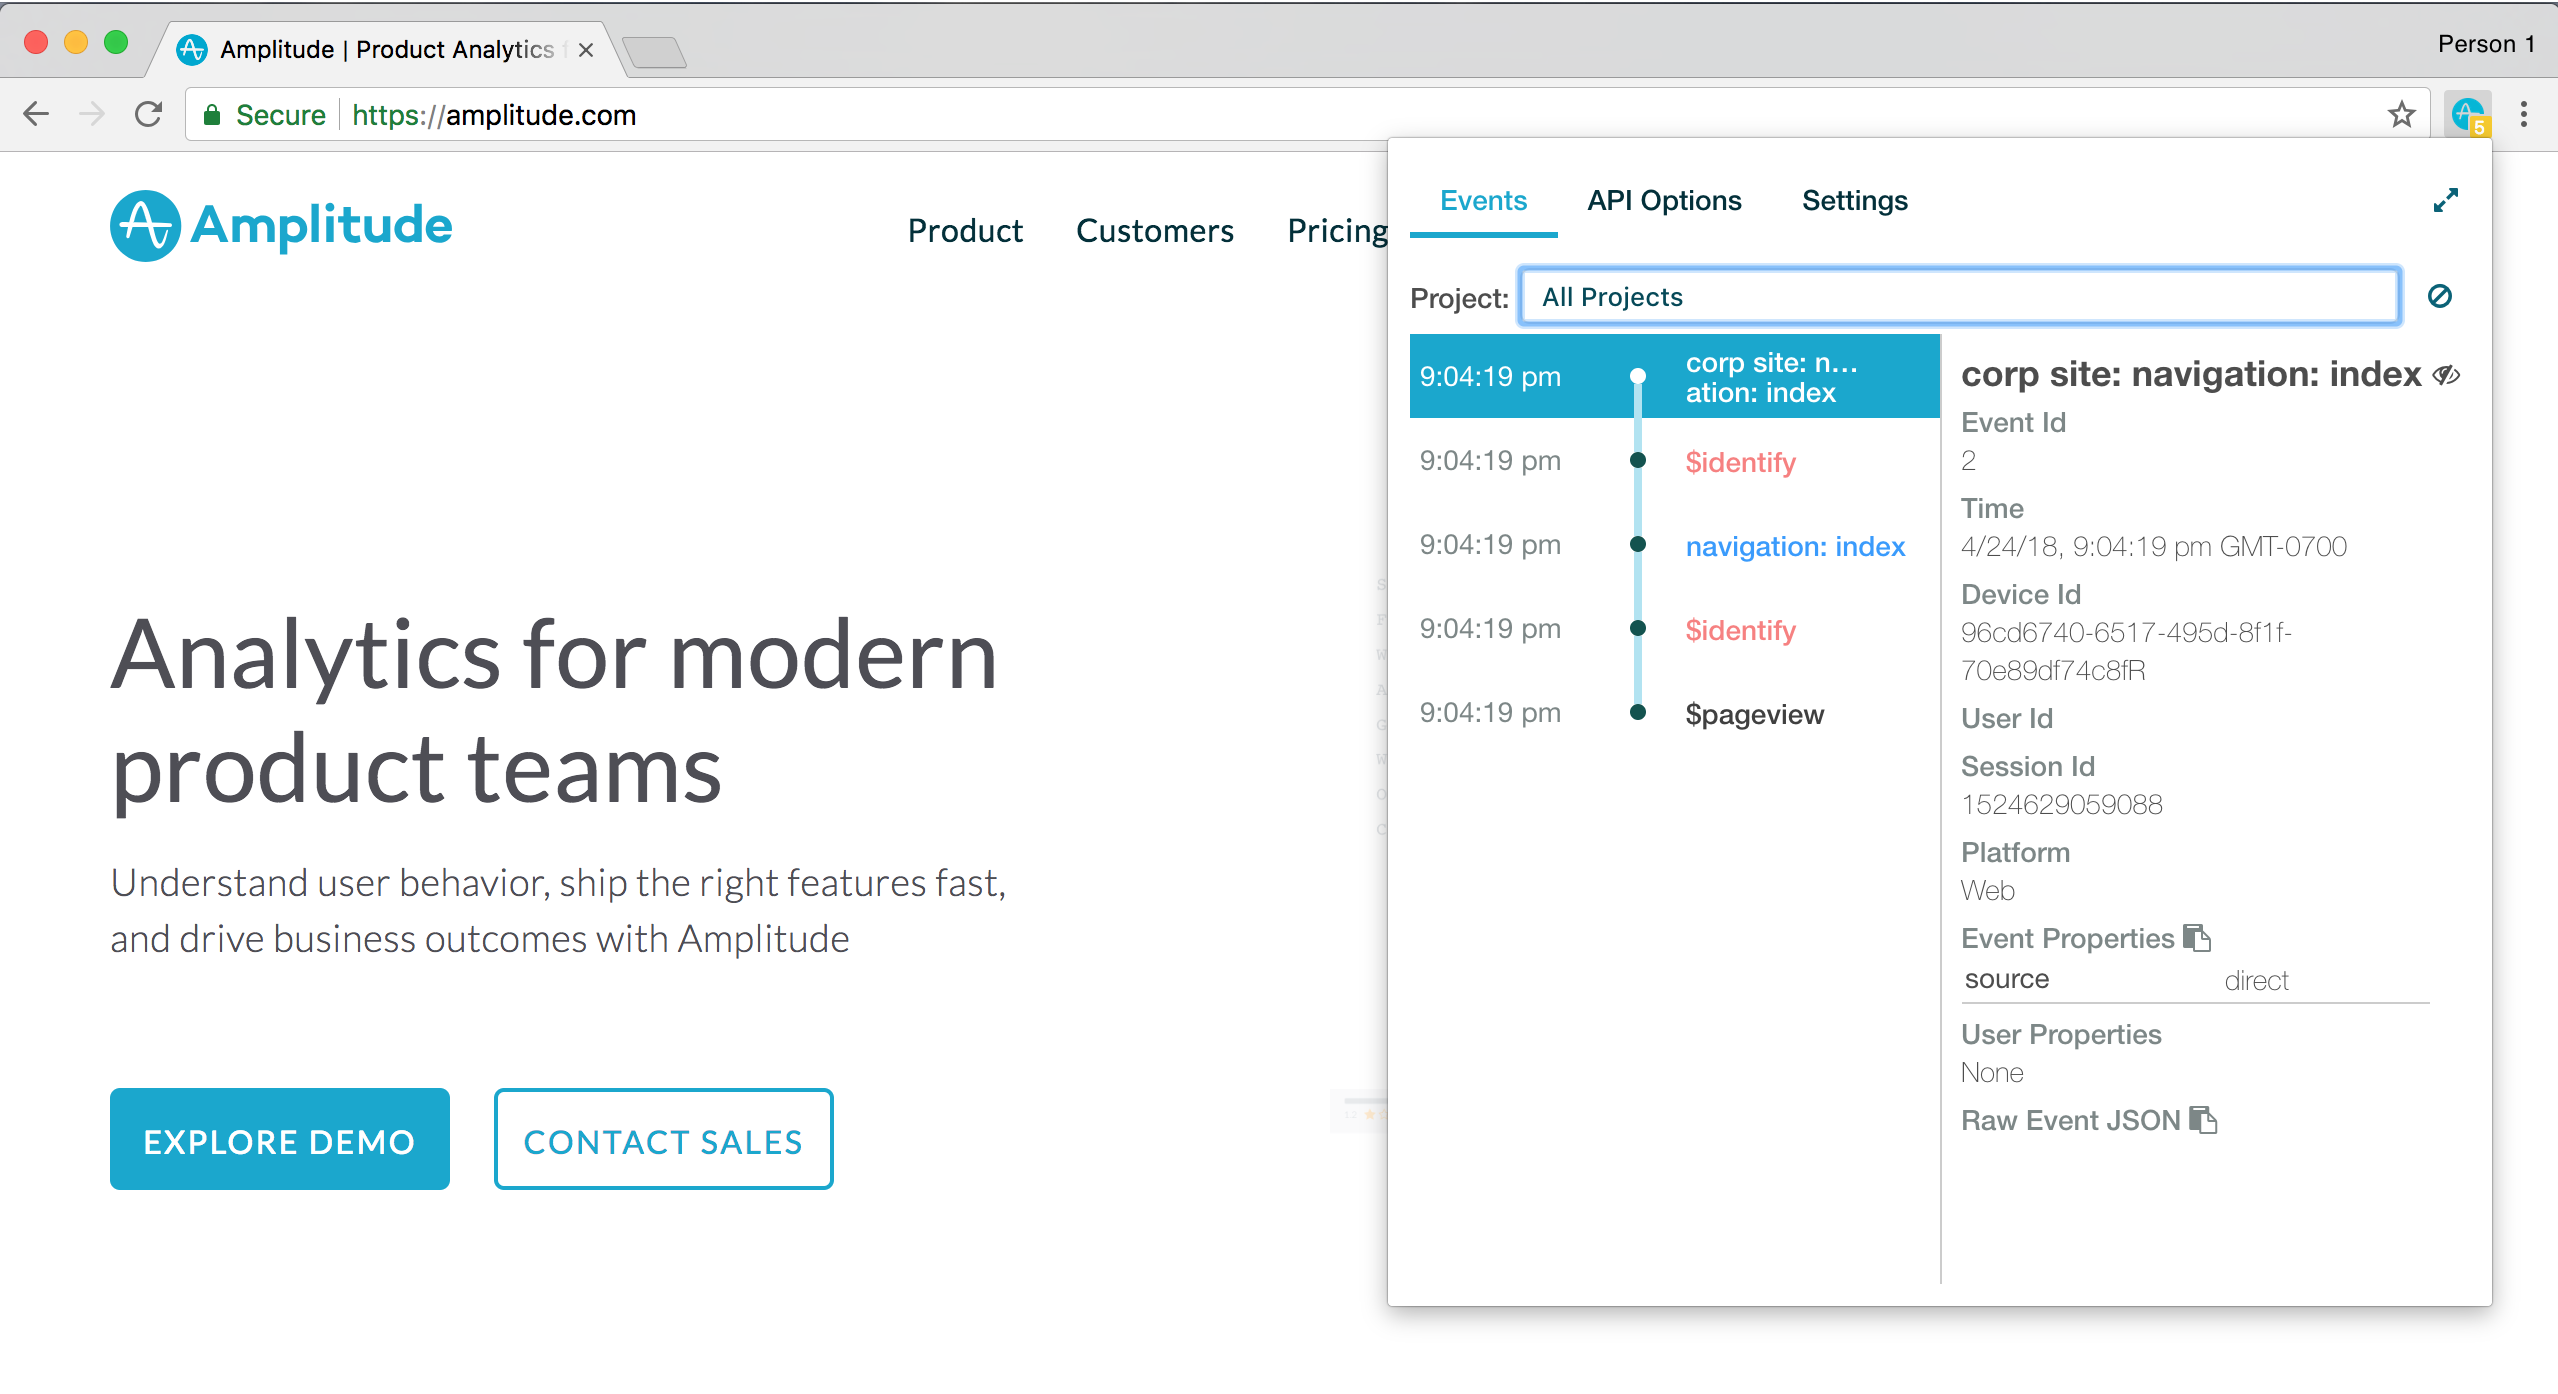 Amplitude | Product Analytics f
Person 1
Secure
https://amplitude.com
5
Amplitude
Product
Customers
Pricing
Analytics for modern
product teams
Understand user behavior, ship the right features fast,
and drive business outcomes with Amplitude
EXPLORE DEMO
CONTACT SALES
Events
API Options
Settings
Project:
All Projects
9:04:19 pm
corp site: n...
ation: index
9:04:19 pm
$identify
9:04:19 pm
navigation: index
9:04:19 pm
$identify
9:04:19 pm
$pageview
corp site: navigation: index
Event Id
2
Time
4/24/18, 9:04:19 pm GMT-0700
Device Id
96cd6740-6517-495d-8f1f-
70e89df74c8fR
User Id
Session Id
1524629059088
Platform
Web
Event Properties
source
direct
User Properties
None
Raw Event JSON